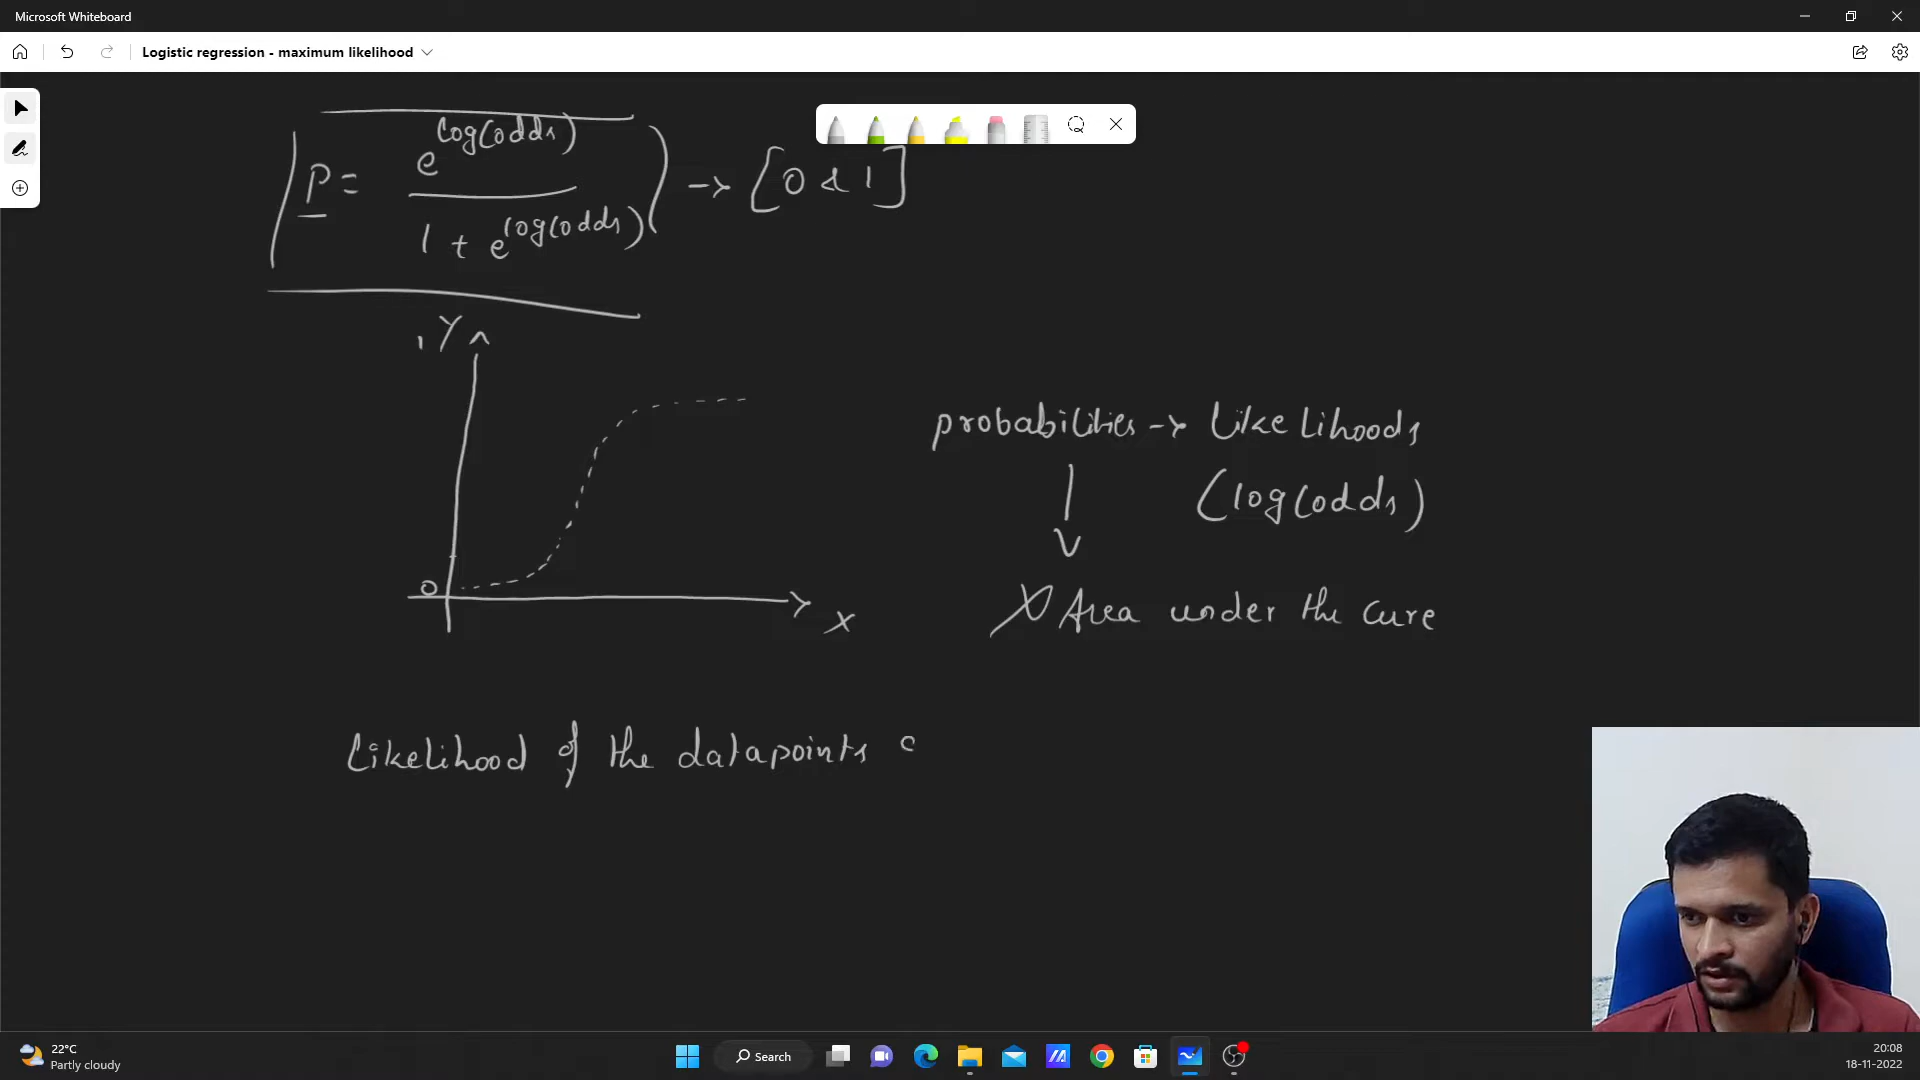 Microsoft Whiteboard
Logistic regression - maximum likelihood
P = e^log(odds) / 1 + e^log(odds) -> [0 & 1]
1 Y
0
X
probabilities -> Likelihoods
(log(odds)
X Area under the cure
Likelihood of the datapoints
Search
22°C
Partly cloudy
20:08
18-11-2022